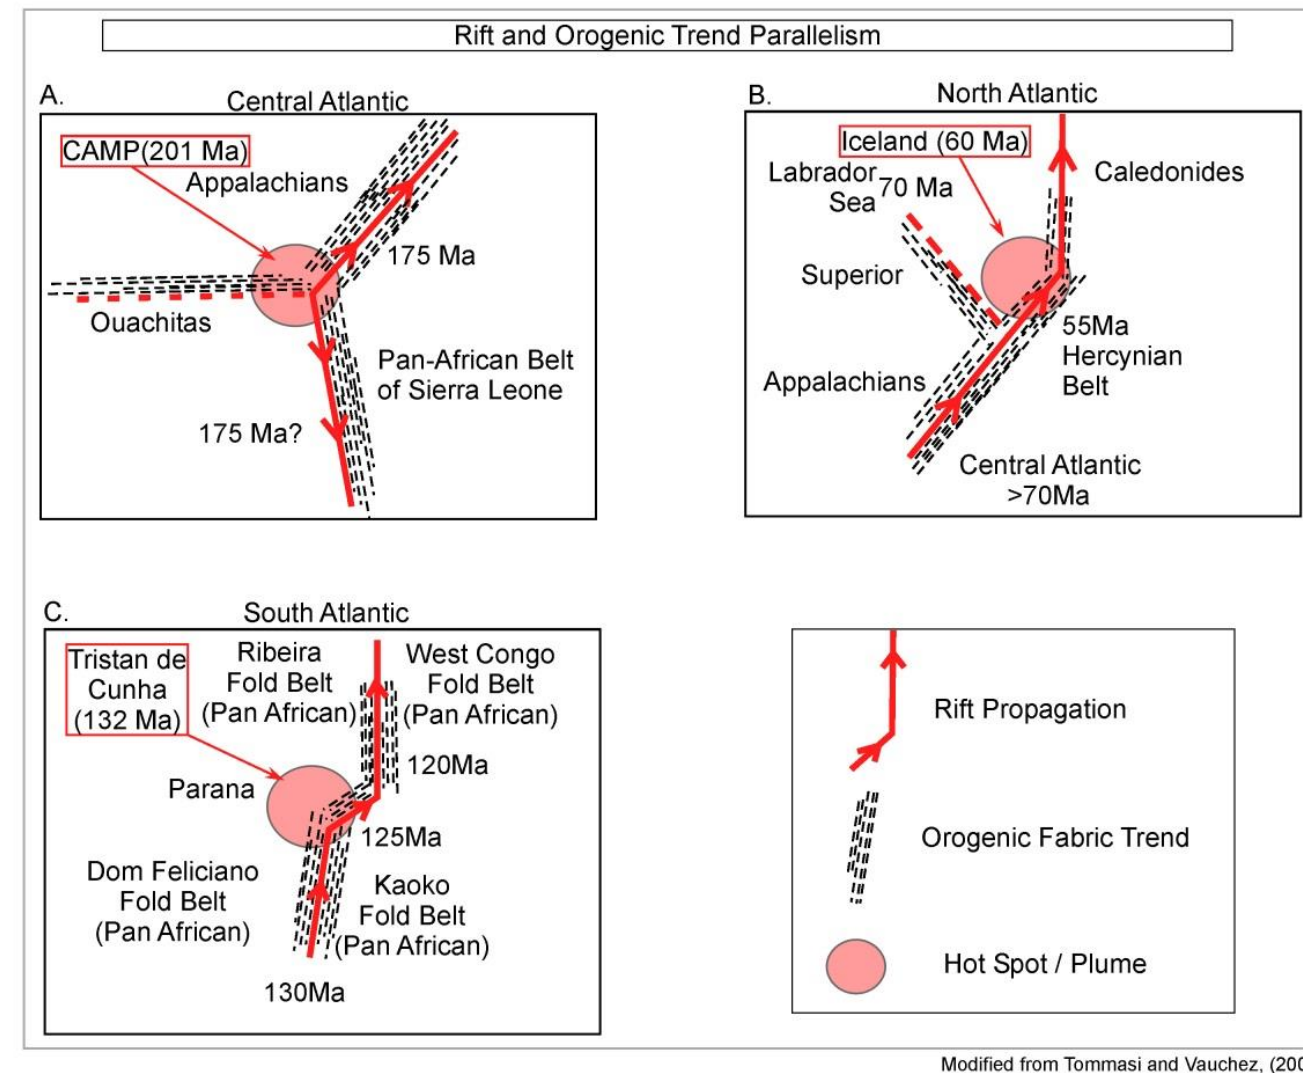 Rift and Orogenic Trend Parallelism
A.
Central Atlantic
CAMP(201 Ma)
Appalachians
175 Ma
Ouachitas
Pan-African Belt
of Sierra Leone
175 Ma?
B.
North Atlantic
Iceland (60 Ma)
Labrador
Sea
70 Ma
Caledonides
Superior
55Ma
Hercynian
Belt
Appalachians
Central Atlantic
>70Ma
C.
South Atlantic
Tristan de
Cunha
(132 Ma)
Ribeira
Fold Belt
(Pan African)
West Congo
Fold Belt
(Pan African)
120Ma
Parana
125Ma
Dom Feliciano
Fold Belt
(Pan African)
Kaoko
Fold Belt
(Pan African)
130Ma
Rift Propagation
Orogenic Fabric Trend
Hot Spot / Plume
Modified from Tommasi and Vauchez, (200